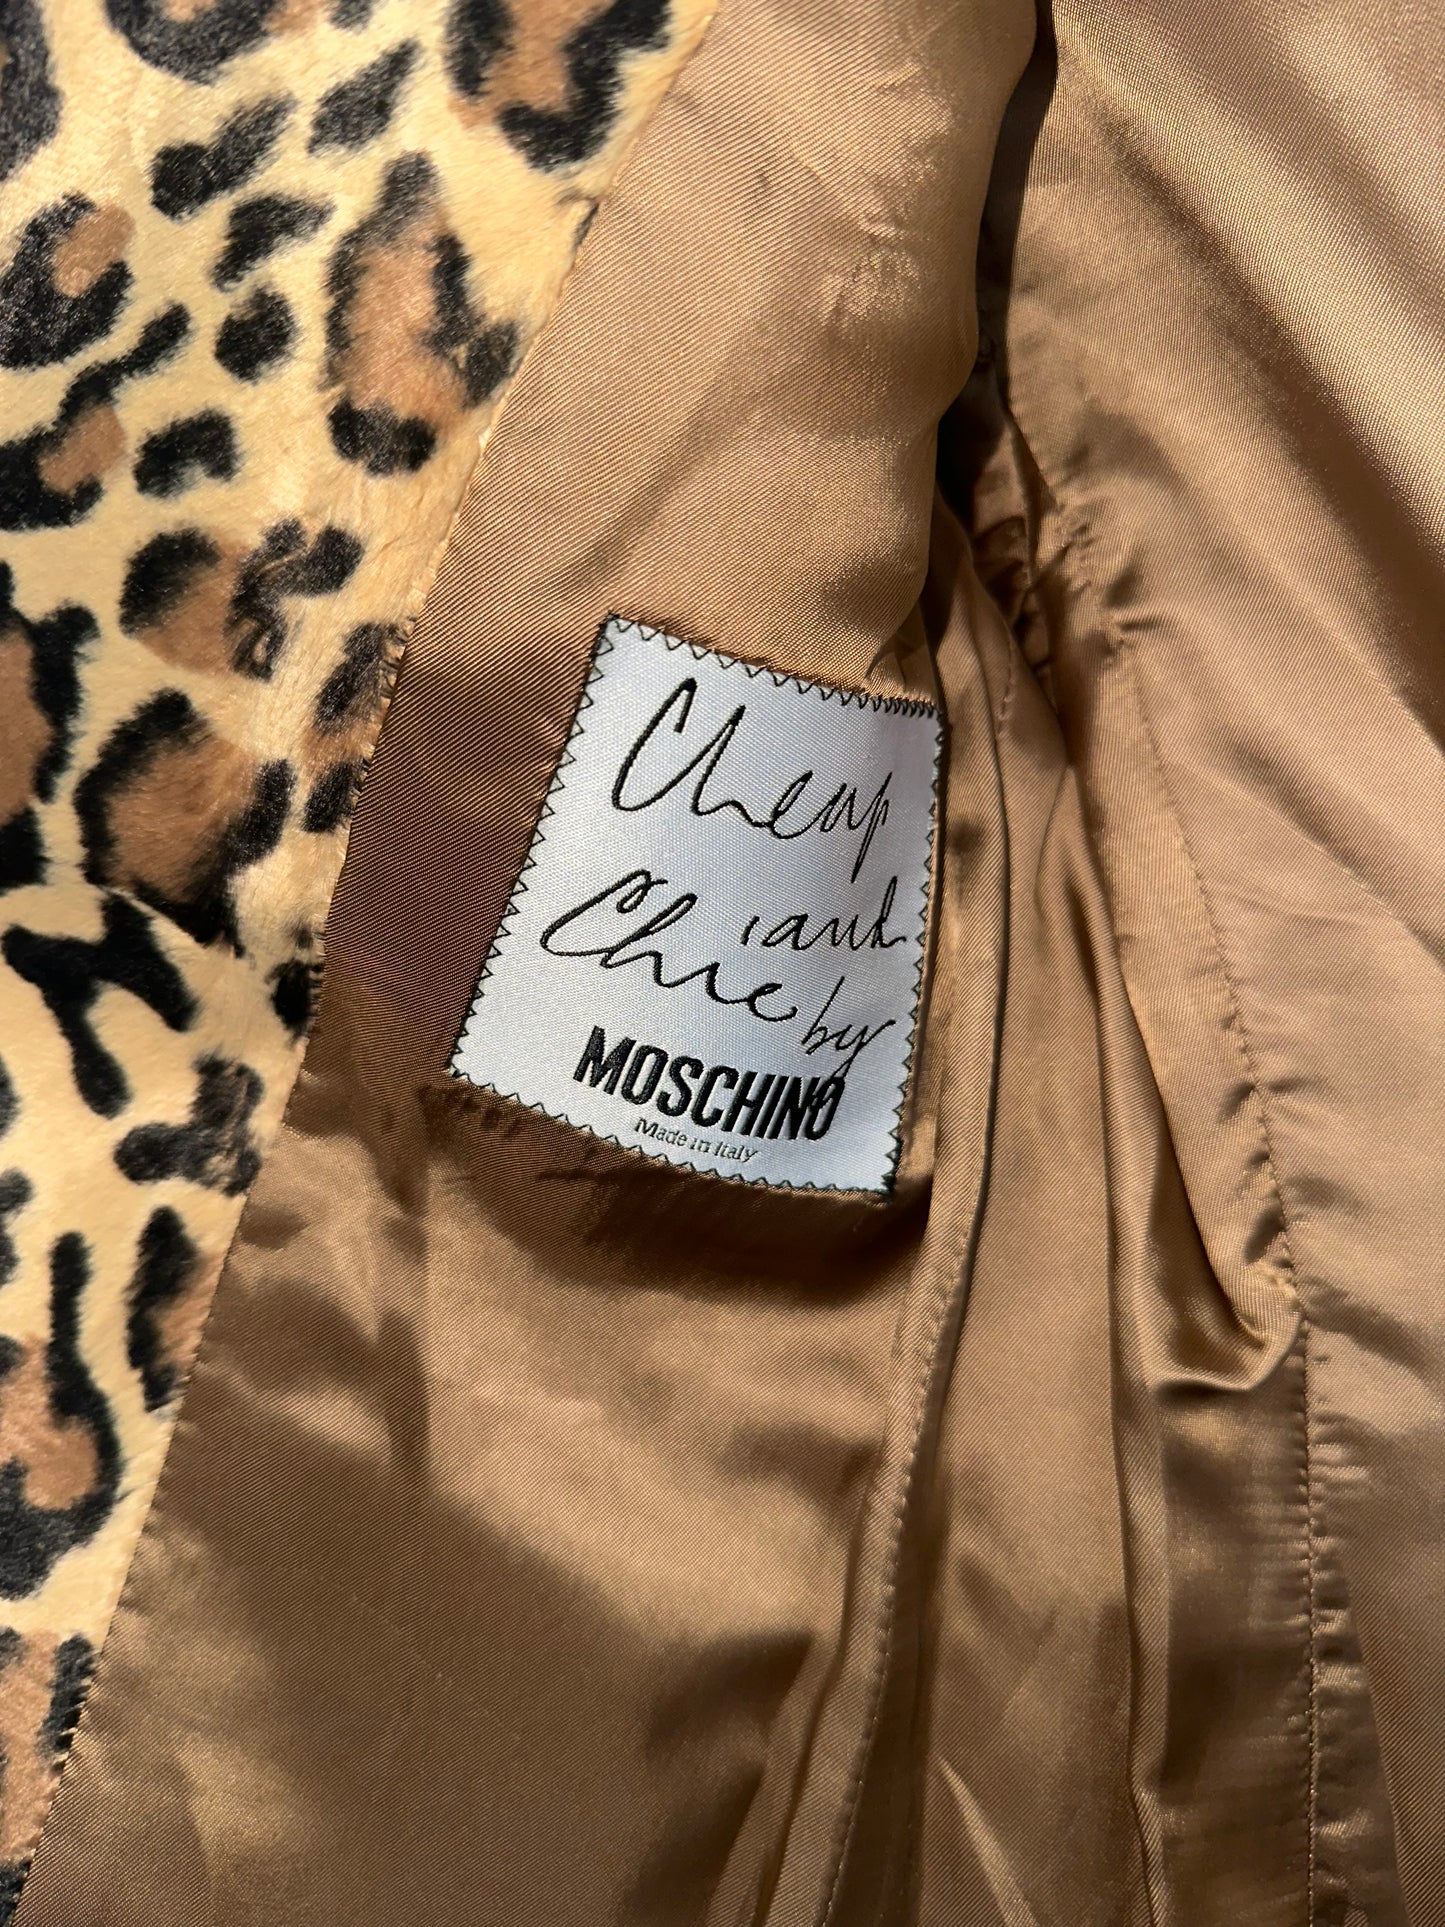 Cheap
and
Chic by
MOSCHINO
Made in Italy